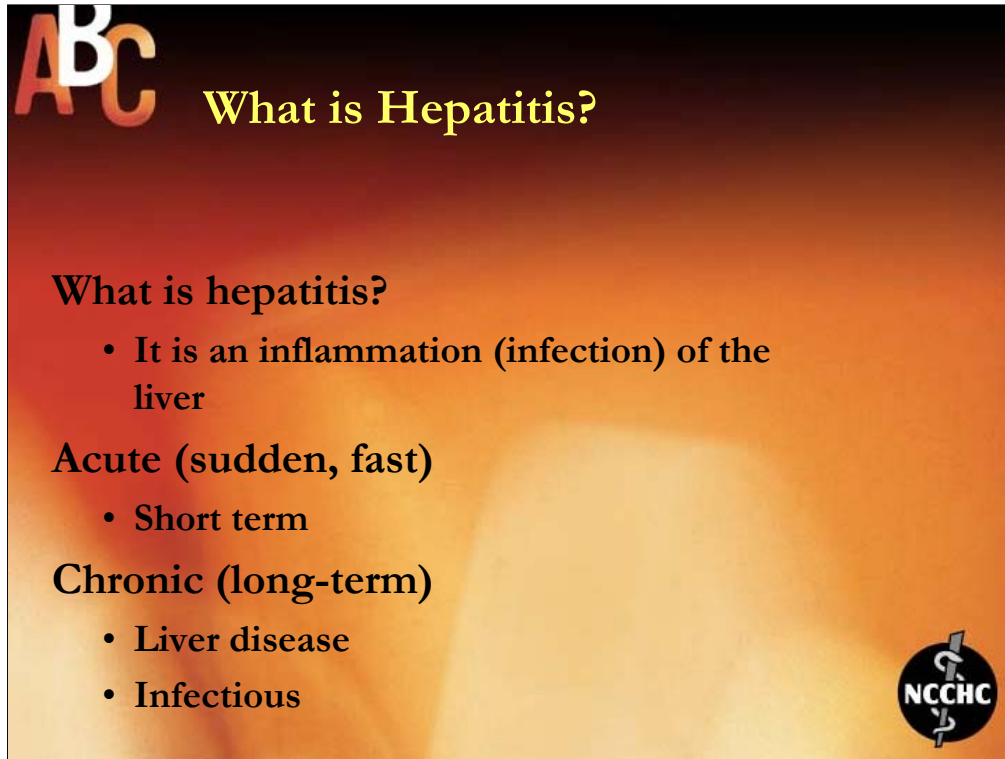 ABC
What is Hepatitis?
What is hepatitis?
• It is an inflammation (infection) of the
liver
Acute (sudden, fast)
• Short term
Chronic (long-term)
• Liver disease
• Infectious
NCCHC